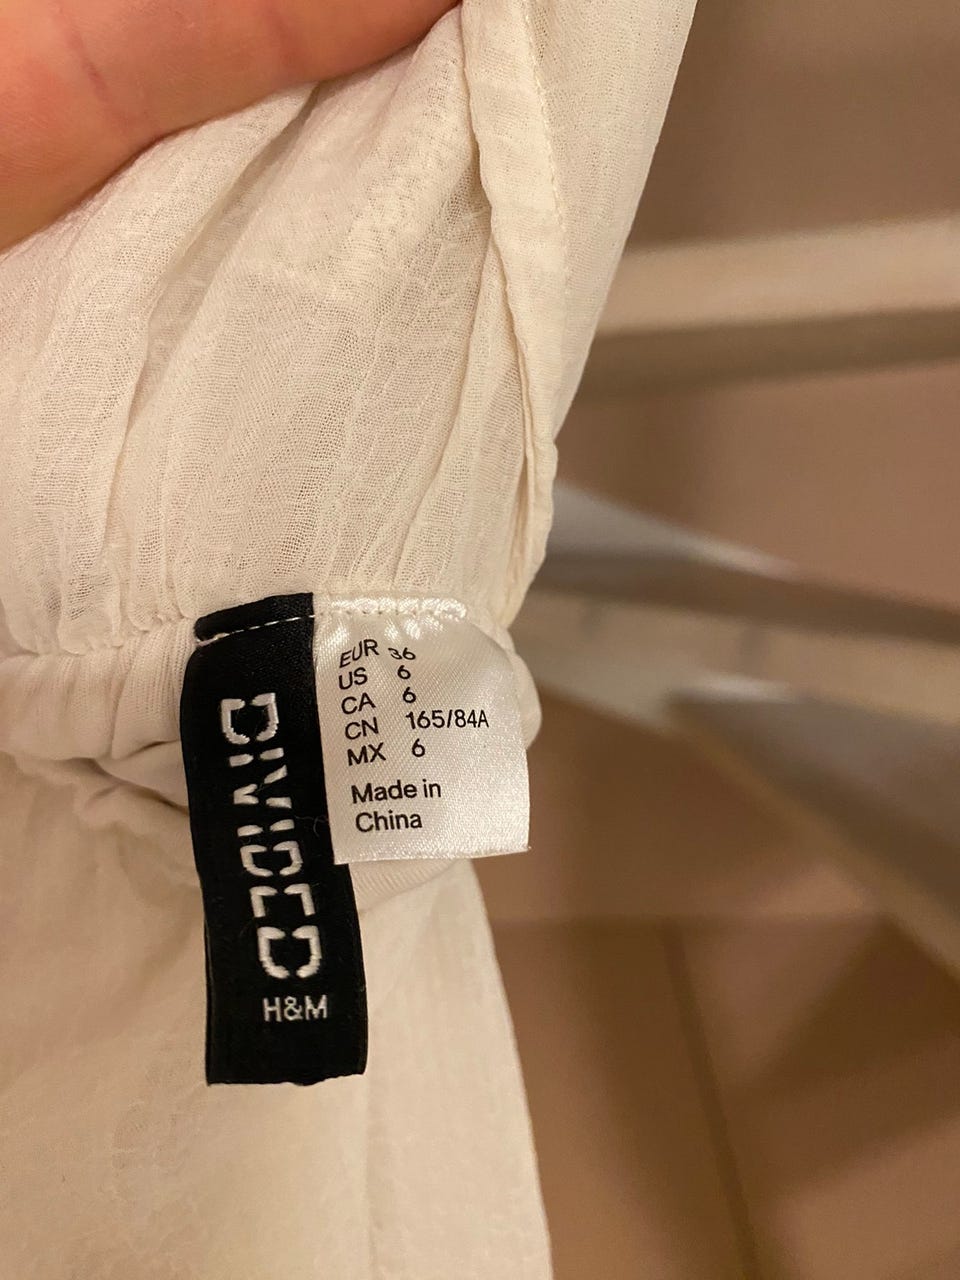 DIVIDED
H&M
EUR 36
US 6
CA 6
CN 165/84A
MX 6
Made in
China